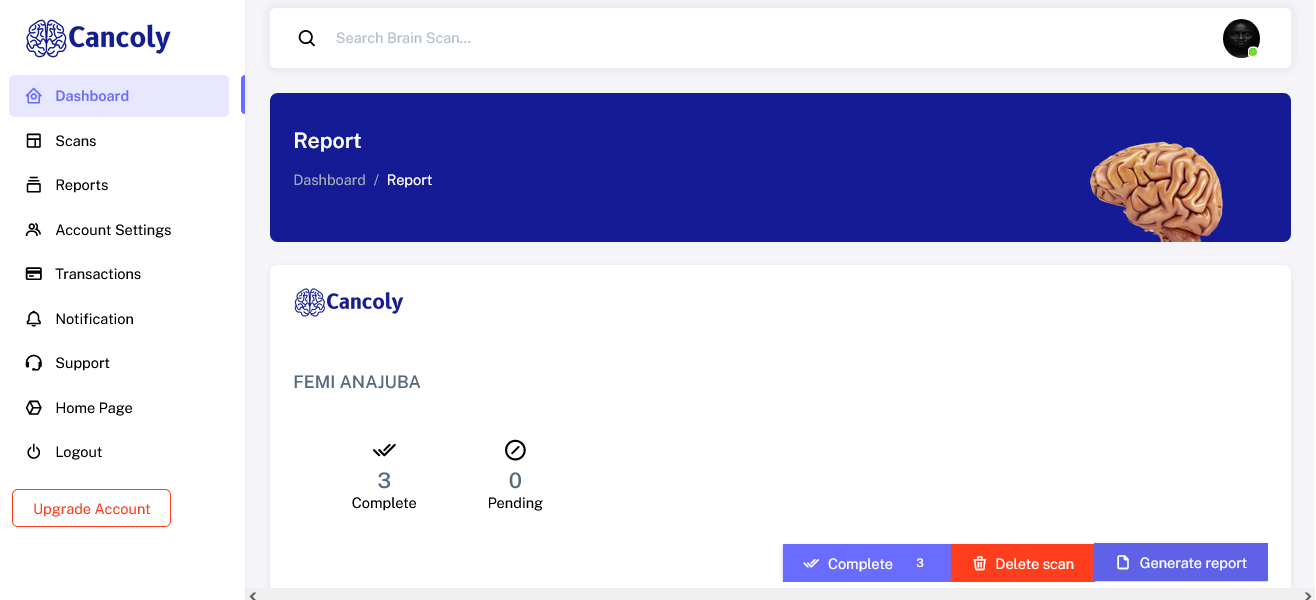 Cancoly
Dashboard
Scans
Reports
Account Settings
Transactions
Notification
Support
Home Page
Logout
Upgrade Account
Search Brain Scan...
Report
Dashboard / Report
Cancoly
FEMI ANAJUBA
3
Complete
0
Pending
Complete 3
Delete scan
Generate report